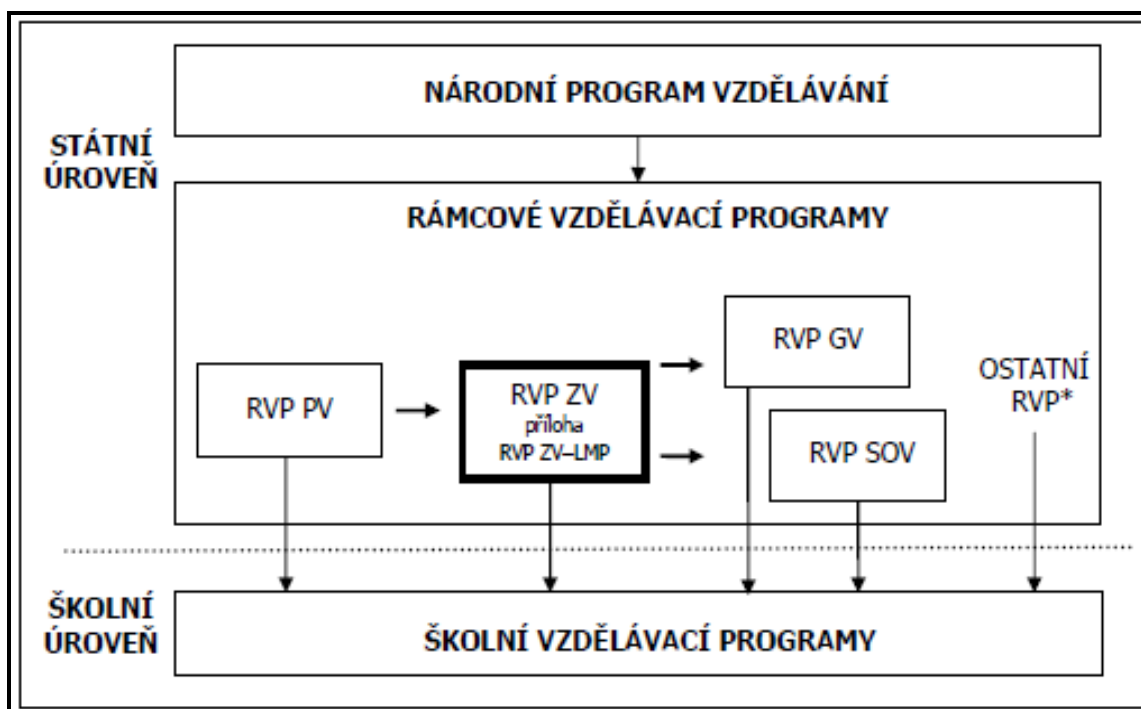 NÁRODNÍ PROGRAM VZDĚLÁVÁNÍ
STÁTNÍ
ÚROVEŇ
RÁMCOVÉ VZDĚLÁVACÍ PROGRAMY
RVP PV
RVP ZV
příloha
RVP ZV–LMP
RVP GV
RVP SOV
OSTATNÍ
RVP*
ŠKOLNÍ
ÚROVEŇ
ŠKOLNÍ VZDĚLÁVACÍ PROGRAMY